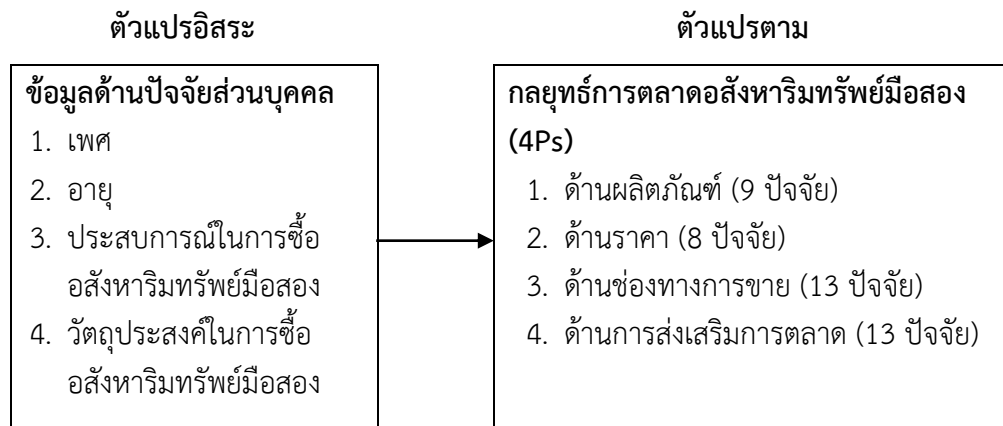 ตัวแปรอิสระ
ข้อมูลด้านปัจจัยส่วนบุคคล
1. เพศ
2. อายุ
3. ประสบการณ์ในการซื้อ
อสังหาริมทรัพย์มือสอง
4. วัตถุประสงค์ในการซื้อ
อสังหาริมทรัพย์มือสอง
ตัวแปรตาม
กลยุทธ์การตลาดอสังหาริมทรัพย์มือสอง
(4Ps)
1. ด้านผลิตภัณฑ์ (9 ปัจจัย)
2. ด้านราคา (8 ปัจจัย)
3. ด้านช่องทางการขาย (13 ปัจจัย)
4. ด้านการส่งเสริมการตลาด (13 ปัจจัย)